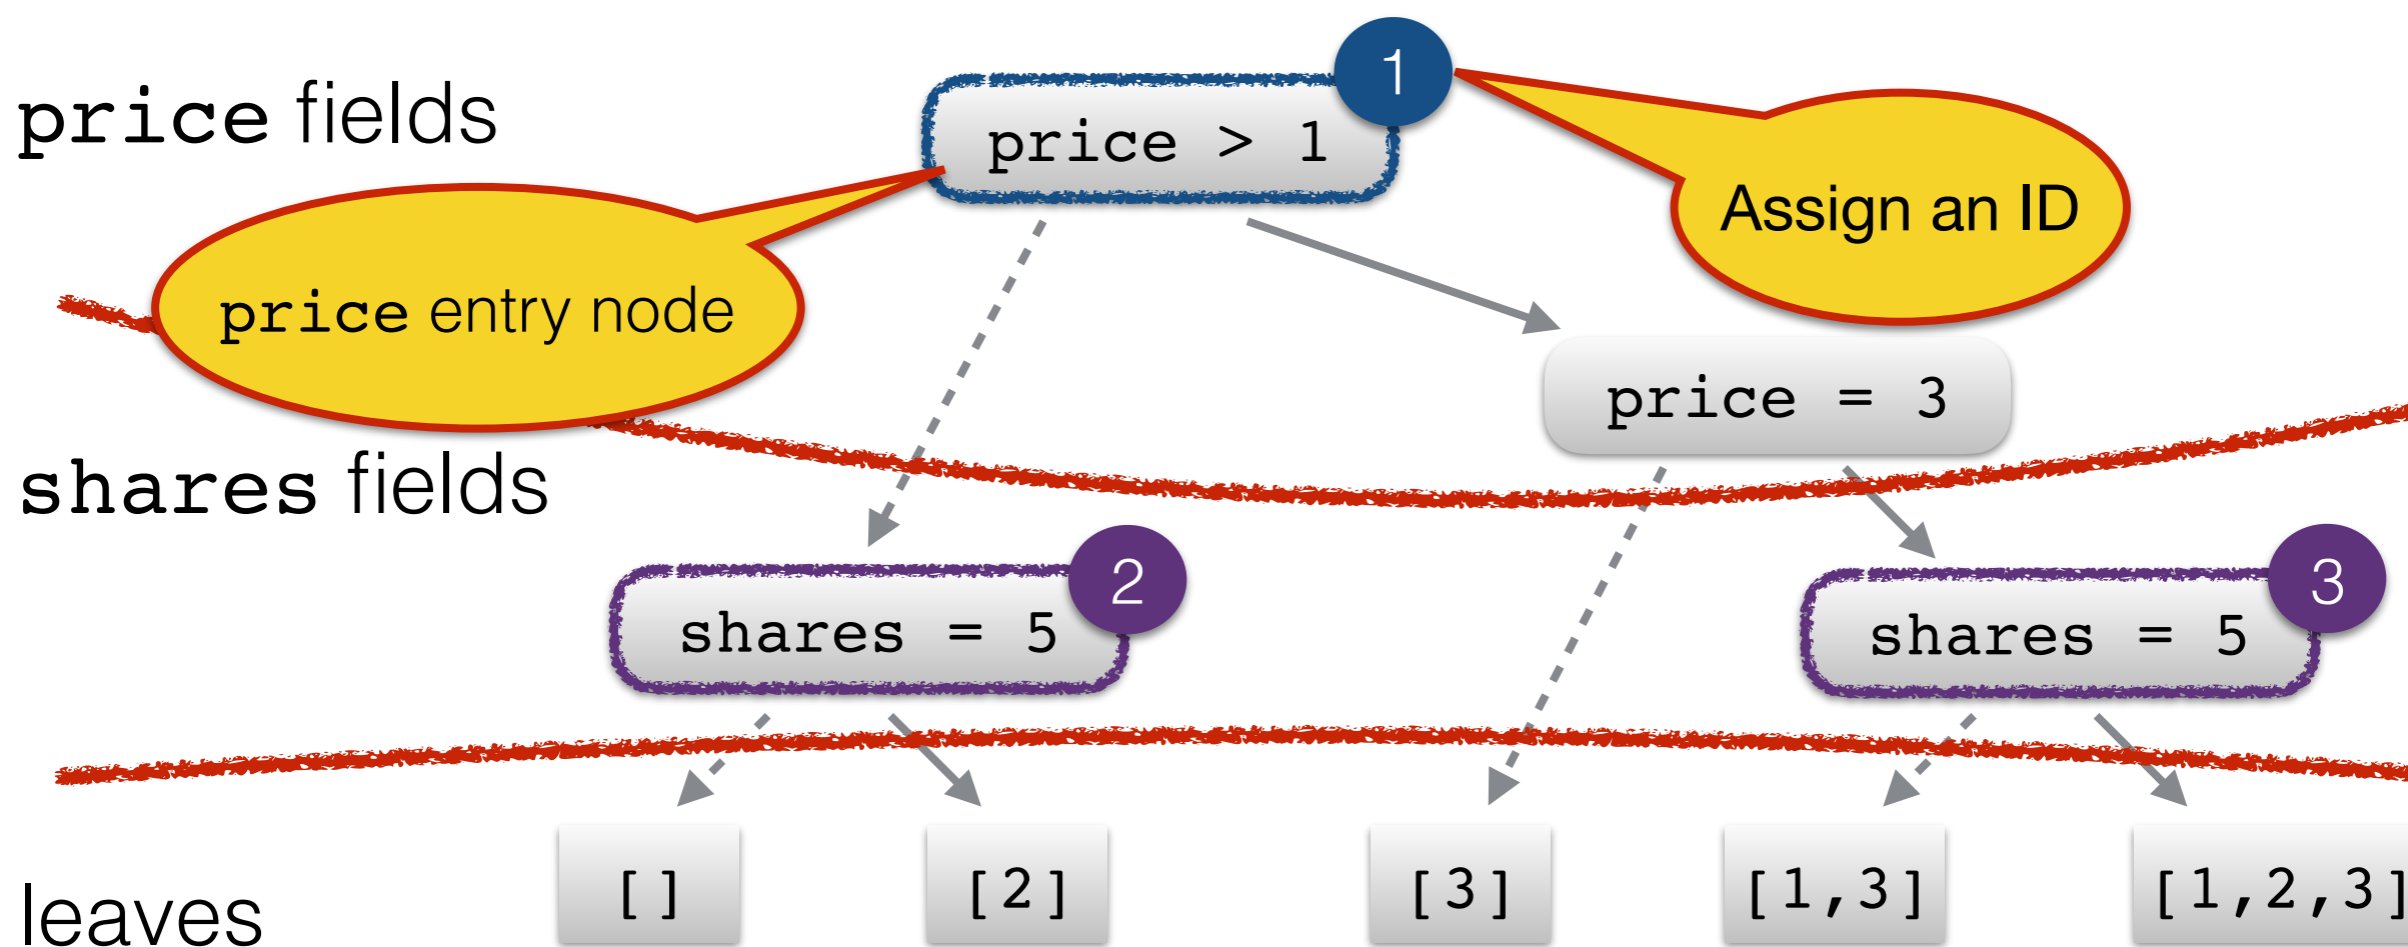 price fields
price > 1
1
Assign an ID
price entry node
price = 3
shares fields
shares = 5
2
shares = 5
3
leaves
[]
[2]
[3]
[1,3]
[1,2,3]